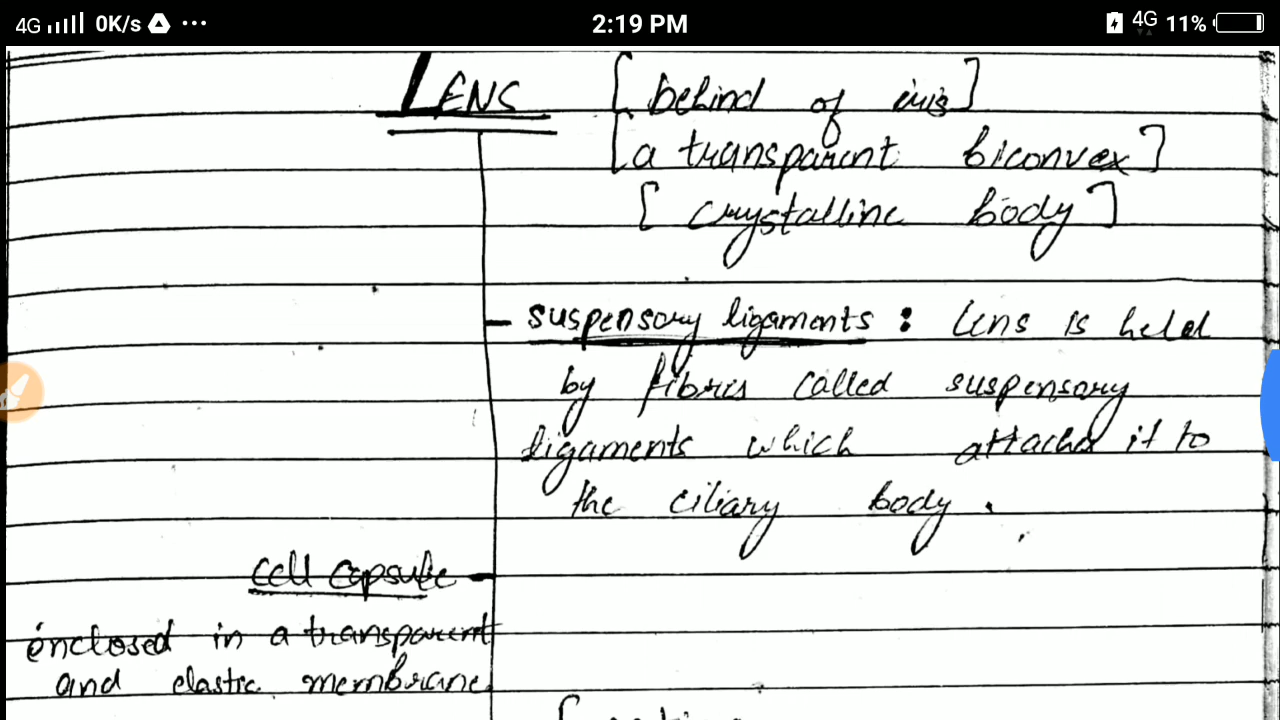 4G 0K/s ... 2:19 PM 4G 11%
LENS [behind of iris]
[a transparent biconvex]
[crystalline body]
suspensory ligaments : lens is held
by fibres called suspensory
ligaments which attaches it to
the ciliary body.
cell capsule
enclosed in a transparent
and elastic membrane.